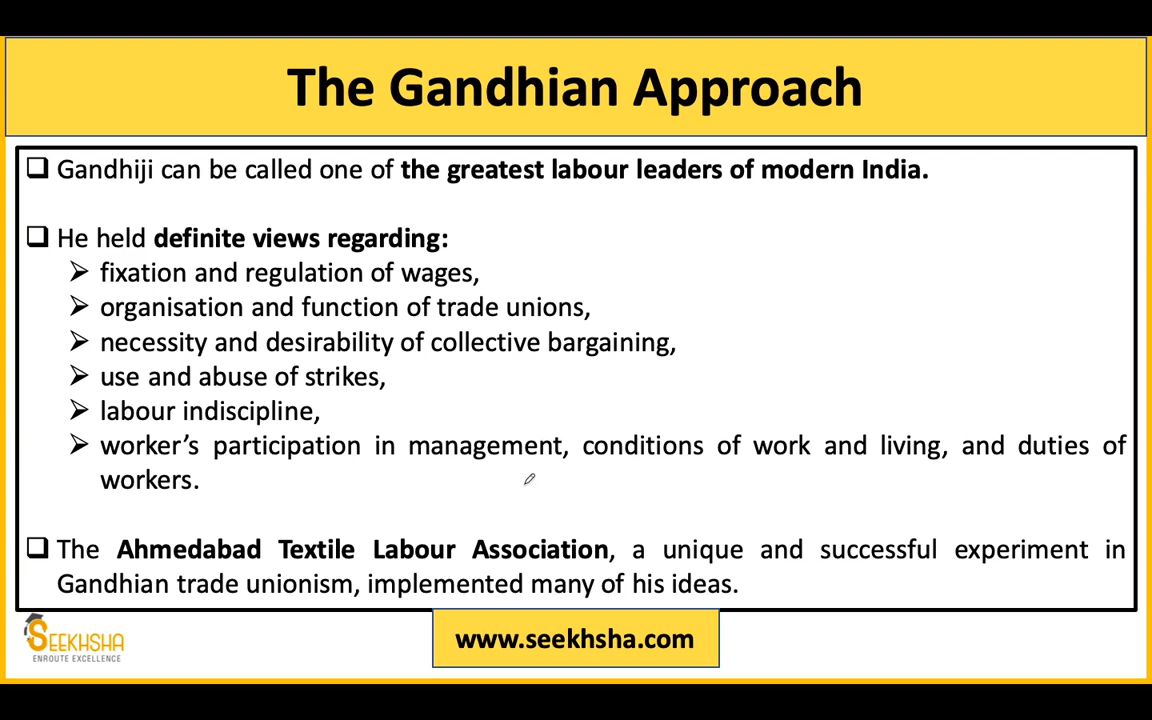 The Gandhian Approach
Gandhiji can be called one of the greatest labour leaders of modern India.
He held definite views regarding:
fixation and regulation of wages,
organisation and function of trade unions,
necessity and desirability of collective bargaining,
use and abuse of strikes,
labour indiscipline,
worker’s participation in management, conditions of work and living, and duties of
workers.
The Ahmedabad Textile Labour Association, a unique and successful experiment in
Gandhian trade unionism, implemented many of his ideas.
SEEKHSHA
ENROUTE EXCELLENCE
www.seekhsha.com